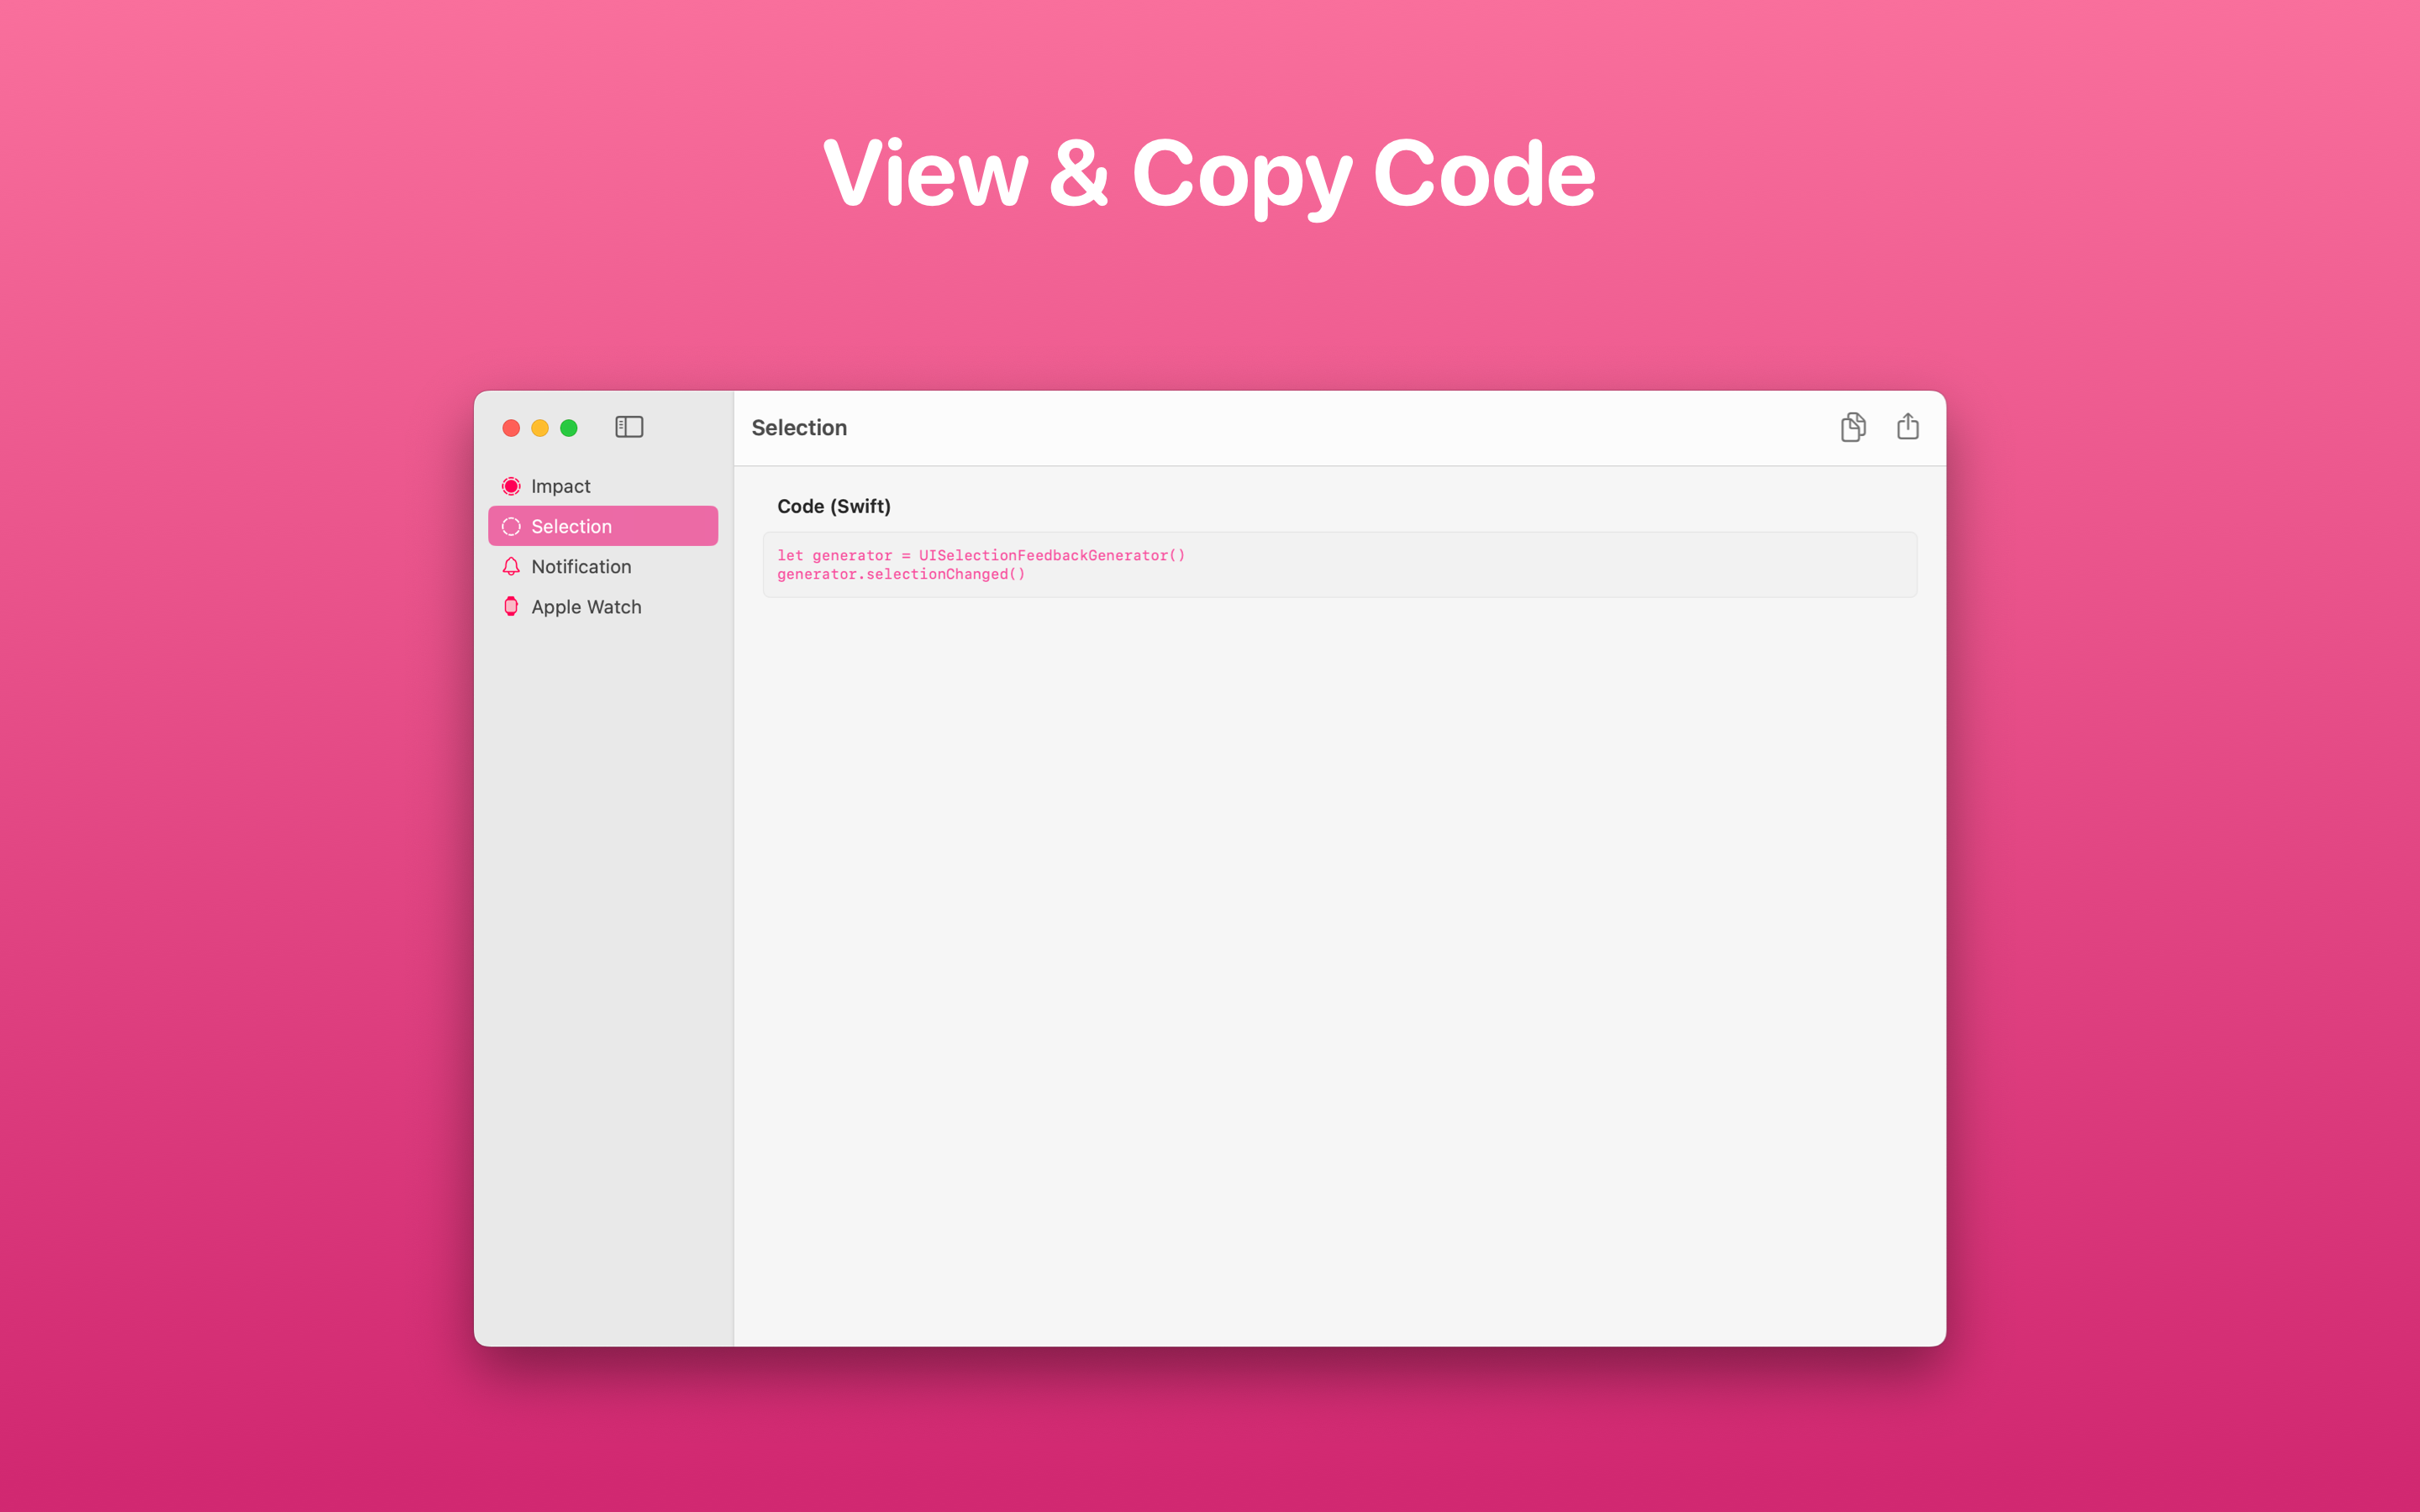 View & Copy Code
Selection
Impact
Selection
Notification
Apple Watch
Code (Swift)
let generator = UISelectionFeedbackGenerator()
generator.selectionChanged()